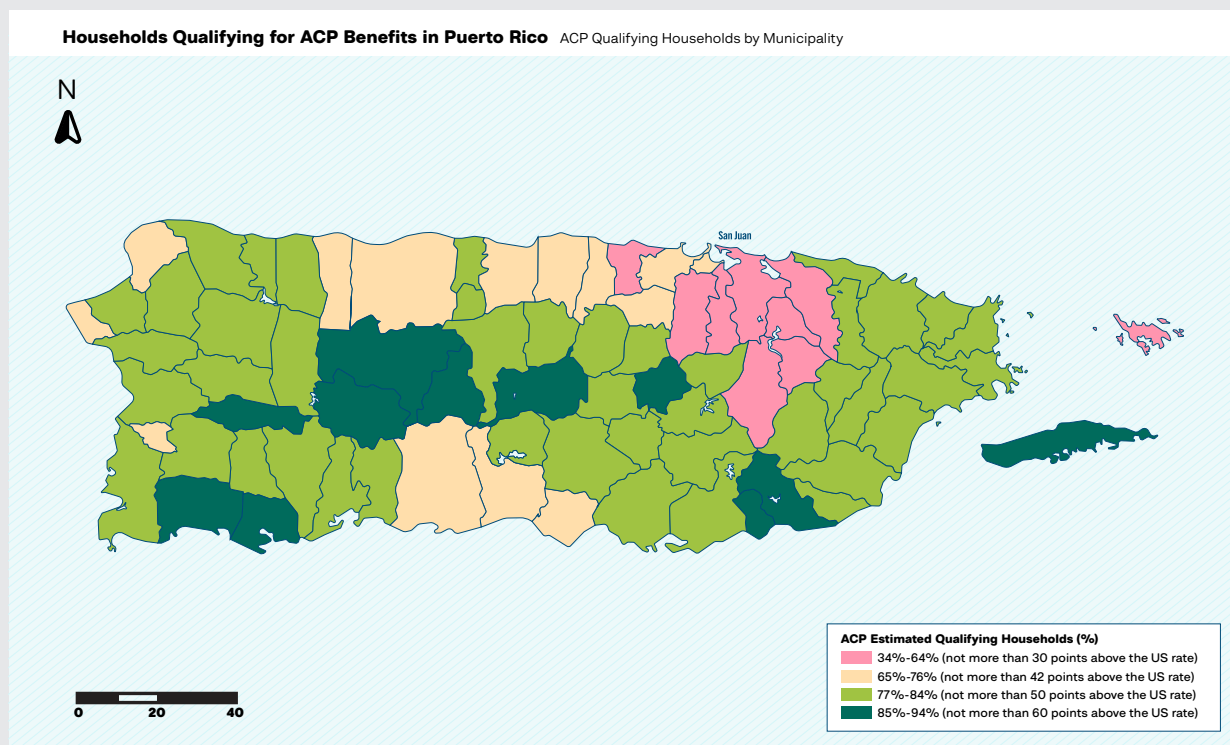 Households Qualifying for ACP Benefits in Puerto Rico ACP Qualifying Households by Municipality
N
San Juan
ACP Estimated Qualifying Households (%)
34%-64% (not more than 30 points above the US rate)
65%-76% (not more than 42 points above the US rate)
77%-84% (not more than 50 points above the US rate)
85%-94% (not more than 60 points above the US rate)
0 20 40